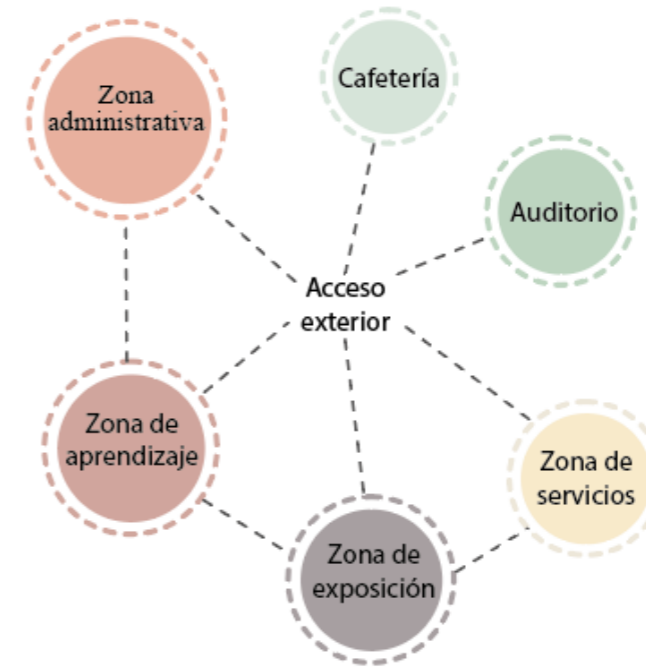 Zona
administrativa
Cafetería
Auditorio
Acceso
exterior
Zona de
aprendizaje
Zona de
servicios
Zona de
exposición